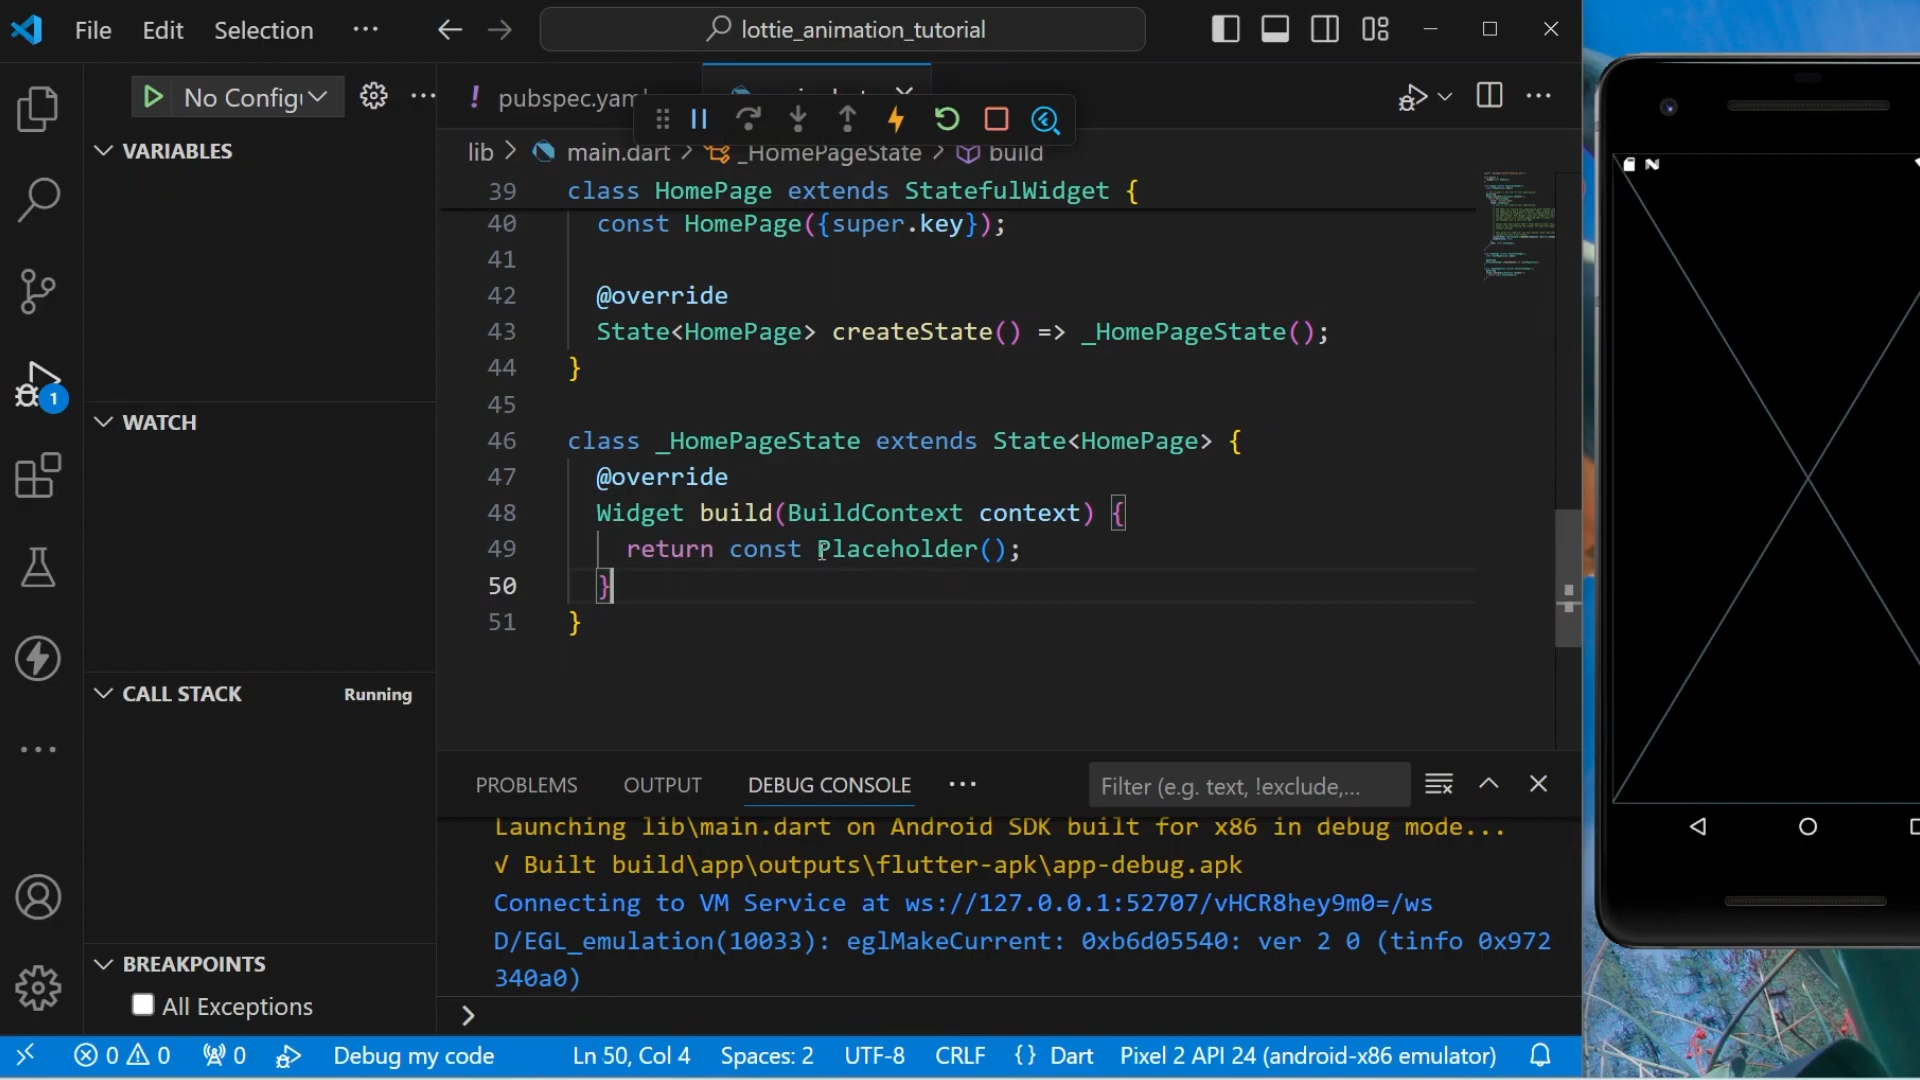 File Edit Selection ···
lottie_animation_tutorial
No Config
pubspec.yam
lib > main.dart > _HomePageState > build
VARIABLES
WATCH
CALL STACK
Running
BREAKPOINTS
All Exceptions
1
39 class HomePage extends StatefulWidget {
40 const HomePage({super.key});
41
42 @override
43 State<HomePage> createState() => _HomePageState();
44 }
45
46 class _HomePageState extends State<HomePage> {
47 @override
48 Widget build(BuildContext context) {
49 return const Placeholder();
50 }
51 }
PROBLEMS OUTPUT DEBUG CONSOLE ···
Filter (e.g. text, !exclude,...
Launching lib\main.dart on Android SDK built for x86 in debug mode...
√ Built build\app\outputs\flutter-apk\app-debug.apk
Connecting to VM Service at ws://127.0.0.1:52707/vHCR8hey9m0=/ws
D/EGL_emulation(10033): eglMakeCurrent: 0xb6d05540: ver 2 0 (tinfo 0x972
340a0)
>
0 0 0 Debug my code Ln 50, Col 4 Spaces: 2 UTF-8 CRLF {} Dart Pixel 2 API 24 (android-x86 emulator)